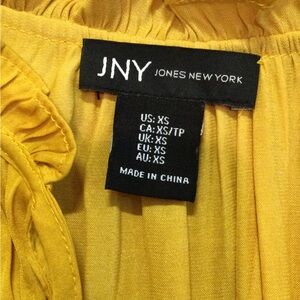 JNY JONES NEW YORK
US: XS
CA: XS/TP
UK: XS
EU: XS
AU: XS
MADE IN CHINA